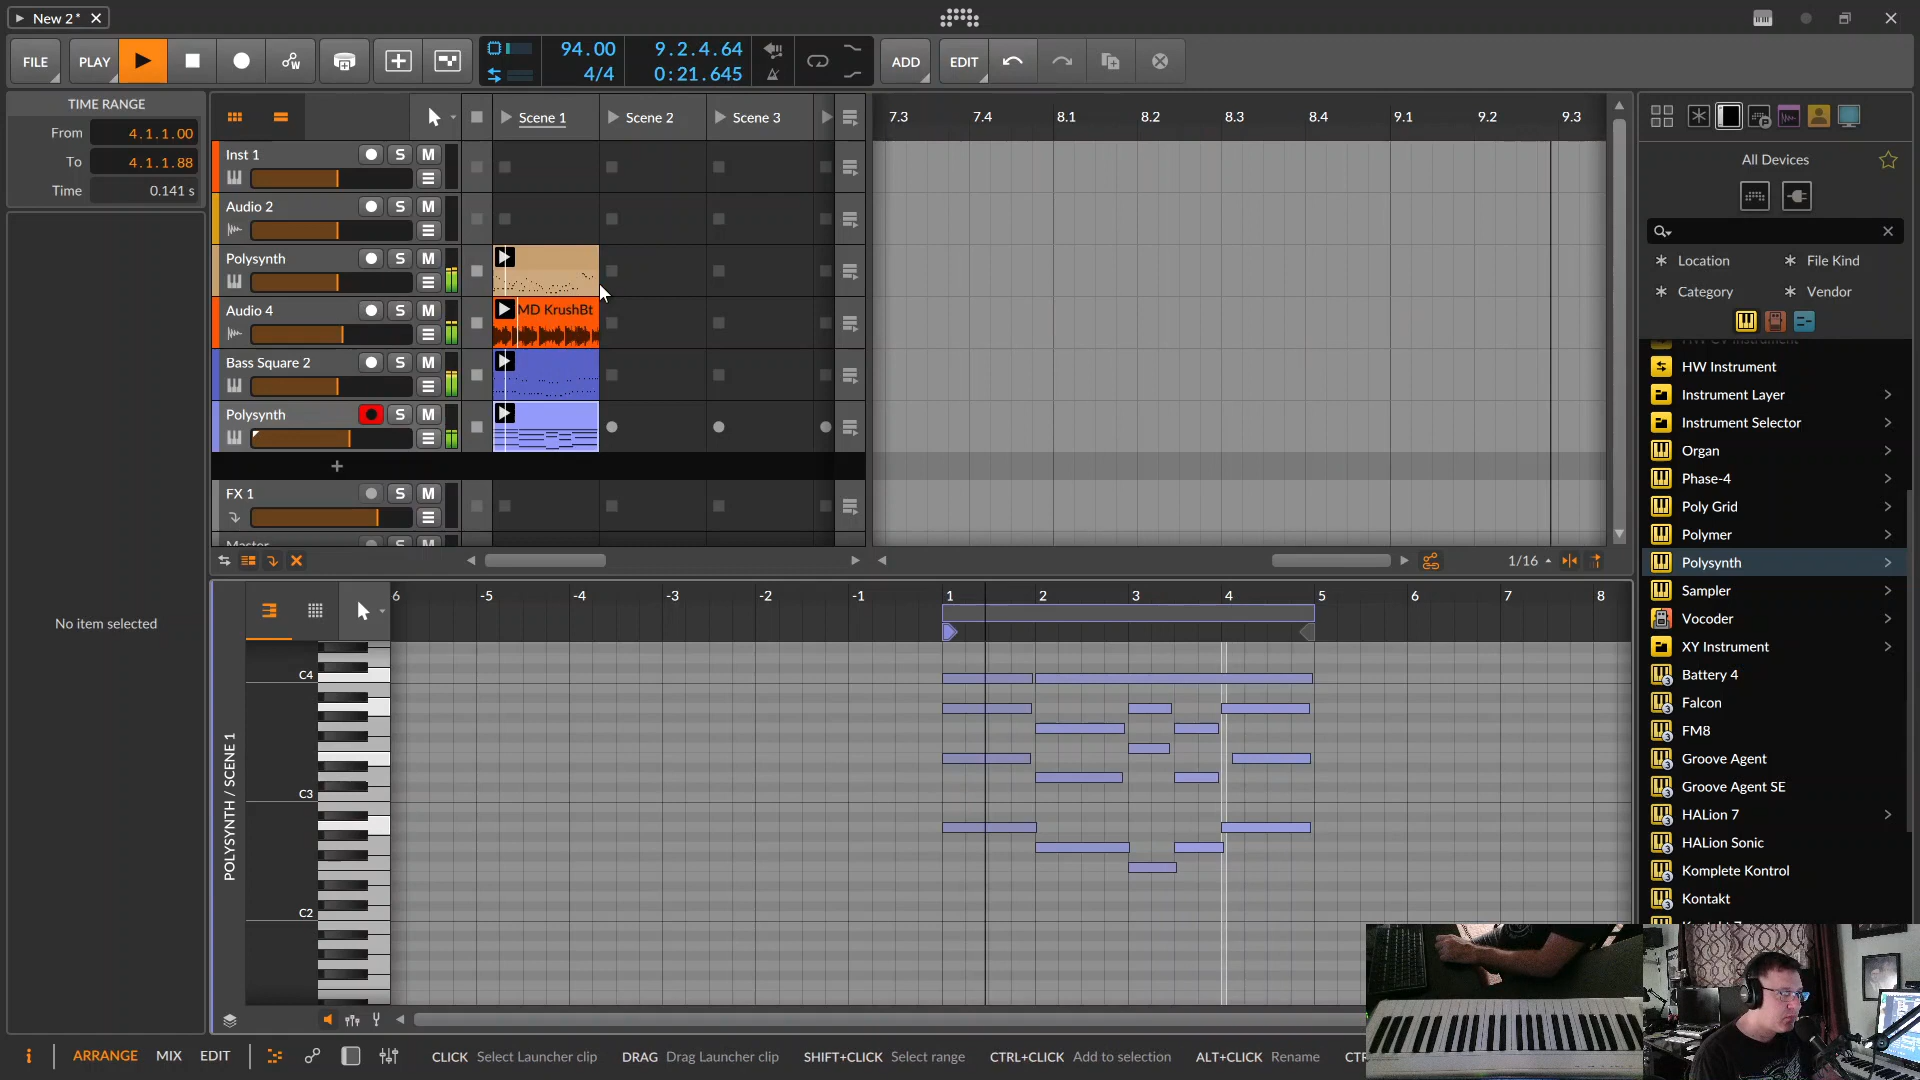 New 2*
FILE
PLAY
94.00
4/4
9.2.4.64
0:21.645
ADD
EDIT
TIME RANGE
From 4.1.1.00
To 4.1.1.88
Time 0.141 s
No item selected
Scene 1
Scene 2
Scene 3
Inst 1 S M
Audio 2 S M
Polysynth S M
Audio 4 S M
MD KrushBt
Bass Square 2 S M
Polysynth S M
FX 1 S M
7.3 7.4 8.1 8.2 8.3 8.4 9.1 9.2 9.3
1/16
6 -5 -4 -3 -2 -1 1 2 3 4 5 6 7 8
C4
C3
C2
POLYSYNTH / SCENE 1
All Devices
Location
File Kind
Category
Vendor
HW Instrument
Instrument Layer
Instrument Selector
Organ
Phase-4
Poly Grid
Polymer
Polysynth
Sampler
Vocoder
XY Instrument
Battery 4
Falcon
FM8
Groove Agent
Groove Agent SE
HALion 7
HALion Sonic
Komplete Kontrol
Kontakt
i ARRANGE MIX EDIT
CLICK Select Launcher clip DRAG Drag Launcher clip SHIFT+CLICK Select range CTRL+CLICK Add to selection ALT+CLICK Rename